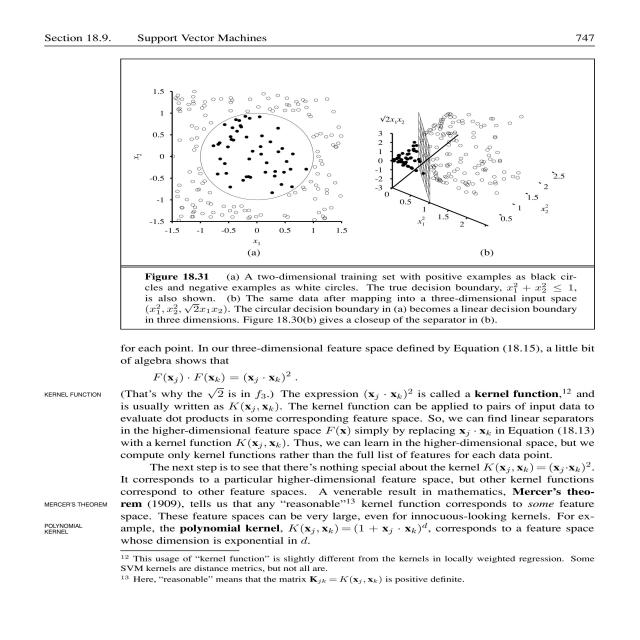 Section 18.9. Support Vector Machines 747
1.5
1
0.5
0
-0.5
-1
-1.5
x₂
-1.5 -1 -0.5 0 0.5 1 1.5
x₁
(a)
√2x₁x₂
3
2
1
0
-1
-2
-3
0
0.5
1
1.5
2
x₁²
0.5
1
1.5
2
2.5
x₂²
(b)
Figure 18.31 (a) A two-dimensional training set with positive examples as black cir-
cles and negative examples as white circles. The true decision boundary, x₁² + x₂² ≤ 1,
is also shown. (b) The same data after mapping into a three-dimensional input space
(x₁², x₂², √2x₁x₂). The circular decision boundary in (a) becomes a linear decision boundary
in three dimensions. Figure 18.30(b) gives a closeup of the separator in (b).
for each point. In our three-dimensional feature space defined by Equation (18.15), a little bit
of algebra shows that
F(xⱼ) · F(xₖ) = (xⱼ · xₖ)² .
KERNEL FUNCTION
(That's why the √2 is in f₃.) The expression (xⱼ · xₖ)² is called a kernel function,¹² and
is usually written as K(xⱼ, xₖ). The kernel function can be applied to pairs of input data to
evaluate dot products in some corresponding feature space. So, we can find linear separators
in the higher-dimensional feature space F(x) simply by replacing xⱼ · xₖ in Equation (18.13)
with a kernel function K(xⱼ, xₖ). Thus, we can learn in the higher-dimensional space, but we
compute only kernel functions rather than the full list of features for each data point.
The next step is to see that there's nothing special about the kernel K(xⱼ, xₖ) = (xⱼ·xₖ)².
It corresponds to a particular higher-dimensional feature space, but other kernel functions
correspond to other feature spaces. A venerable result in mathematics, Mercer's theo-
MERCER'S THEOREM
rem (1909), tells us that any "reasonable"¹³ kernel function corresponds to some feature
space. These feature spaces can be very large, even for innocuous-looking kernels. For ex-
POLYNOMIAL
KERNEL
ample, the polynomial kernel, K(xⱼ, xₖ) = (1 + xⱼ · xₖ)ᵈ, corresponds to a feature space
whose dimension is exponential in d.
¹² This usage of "kernel function" is slightly different from the kernels in locally weighted regression. Some
SVM kernels are distance metrics, but not all are.
¹³ Here, "reasonable" means that the matrix Kⱼₖ = K(xⱼ, xₖ) is positive definite.